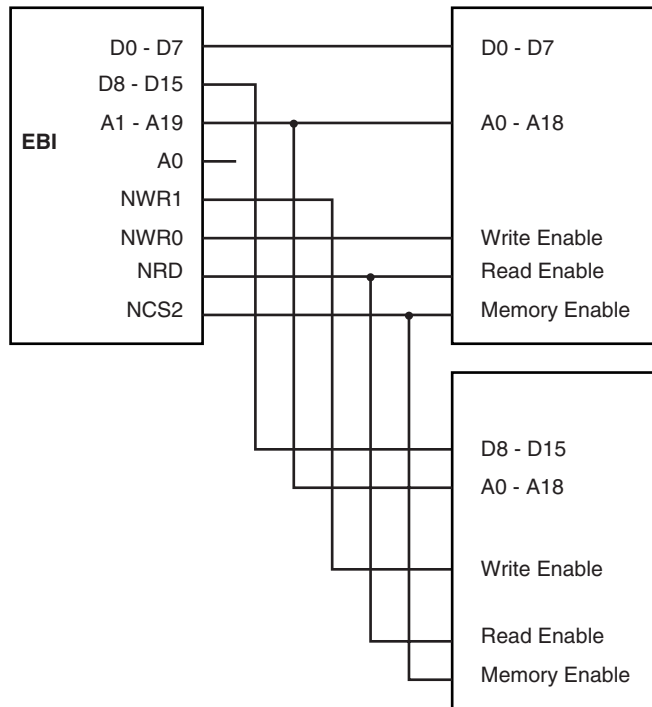 EBI
D0 - D7
D8 - D15
A1 - A19
A0
NWR1
NWR0
NRD
NCS2
D0 - D7
A0 - A18
Write Enable
Read Enable
Memory Enable
D8 - D15
A0 - A18
Write Enable
Read Enable
Memory Enable